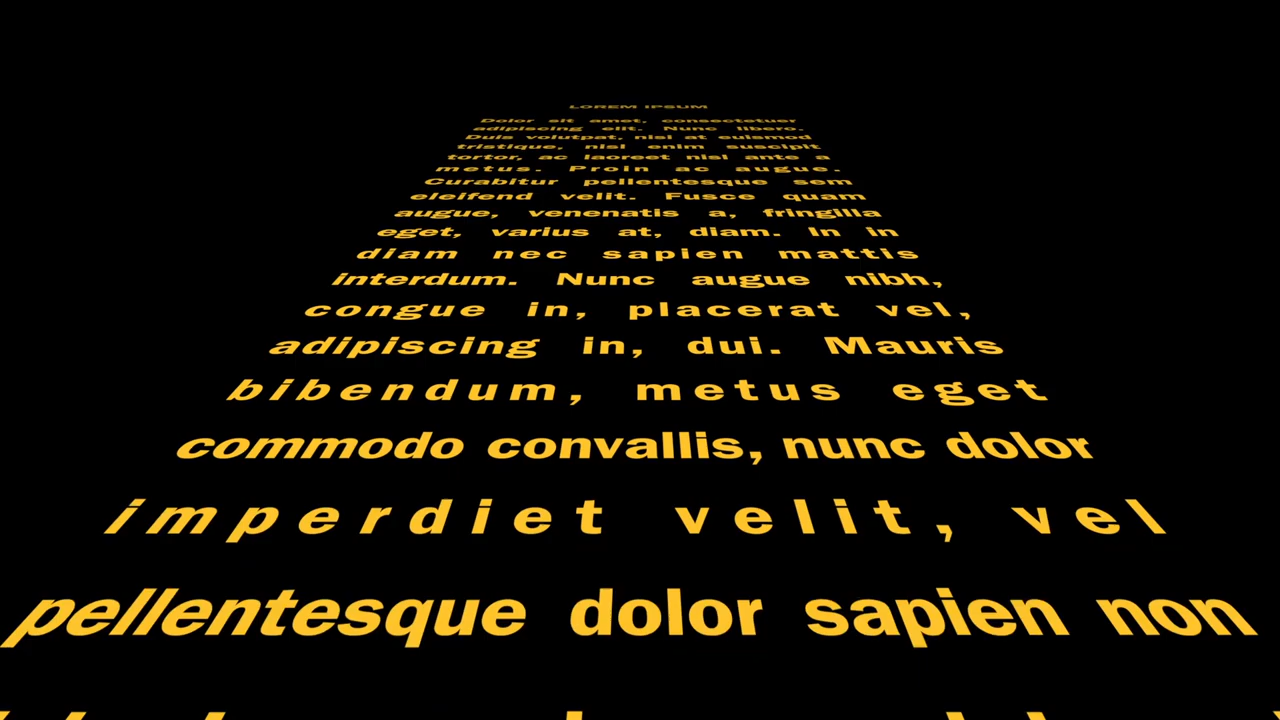 LOREM IPSUM
Dolor sit amet, consectetuer
adipiscing elit. Nunc libero.
Duis volutpat, nisl at euismod
tristique, nisl enim suscipit
tortor, ac laoreet nisl ante a
metus. Proin ac augue.
Curabitur pellentesque sem
eleifend velit. Fusce quam
augue, venenatis a, fringilla
eget, varius at, diam. In in
diam nec sapien mattis
interdum. Nunc augue nibh,
congue in, placerat vel,
adipiscing in, dui. Mauris
bibendum, metus eget
commodo convallis, nunc dolor
imperdiet velit, vel
pellentesque dolor sapien non